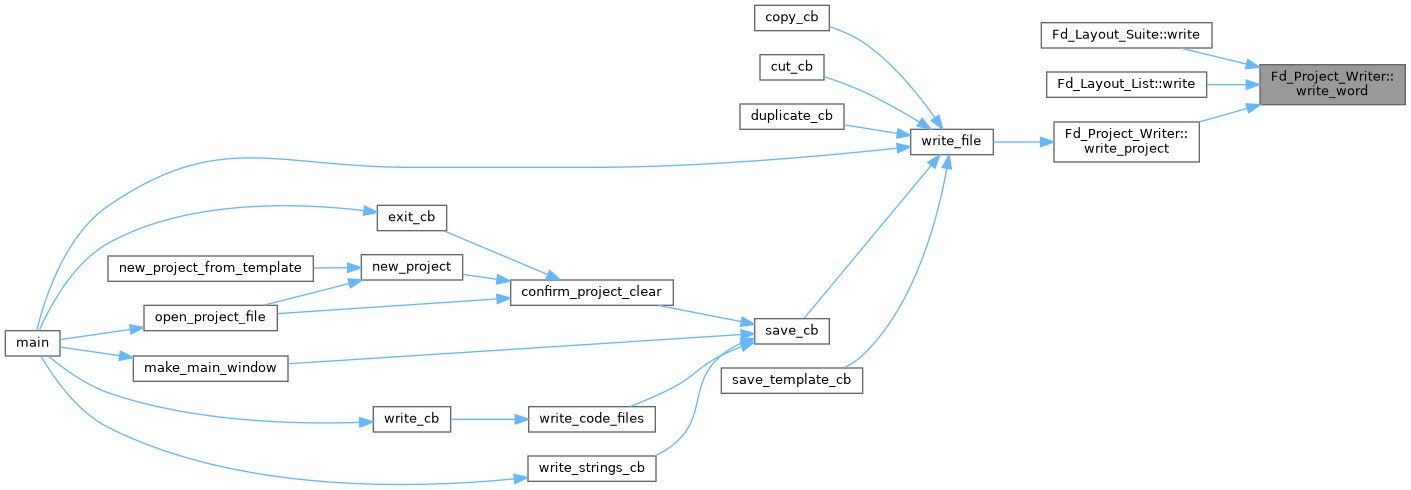 copy_cb
Fd_Layout_Suite::write
cut_cb
Fd_Project_Writer::
write_word
Fd_Layout_List::write
duplicate_cb
write_file
Fd_Project_Writer::
write_project
exit_cb
new_project_from_template
new_project
confirm_project_clear
open_project_file
save_cb
main
make_main_window
save_template_cb
write_cb
write_code_files
write_strings_cb